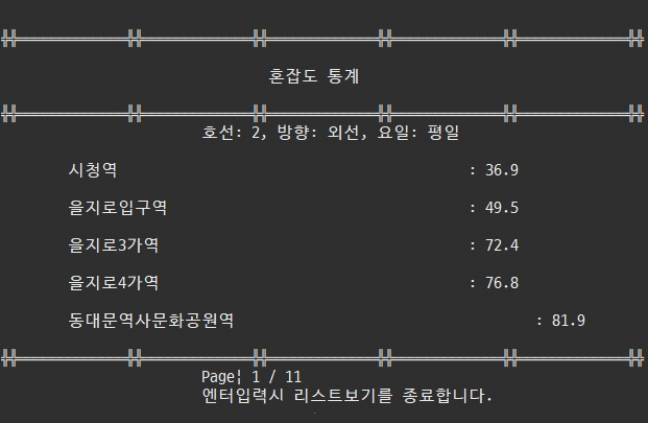 혼잡도 통계
호선: 2, 방향: 외선, 요일: 평일
시청역 : 36.9
을지로입구역 : 49.5
을지로3가역 : 72.4
을지로4가역 : 76.8
동대문역사문화공원역 : 81.9
Page¦ 1 / 11
엔터입력시 리스트보기를 종료합니다.